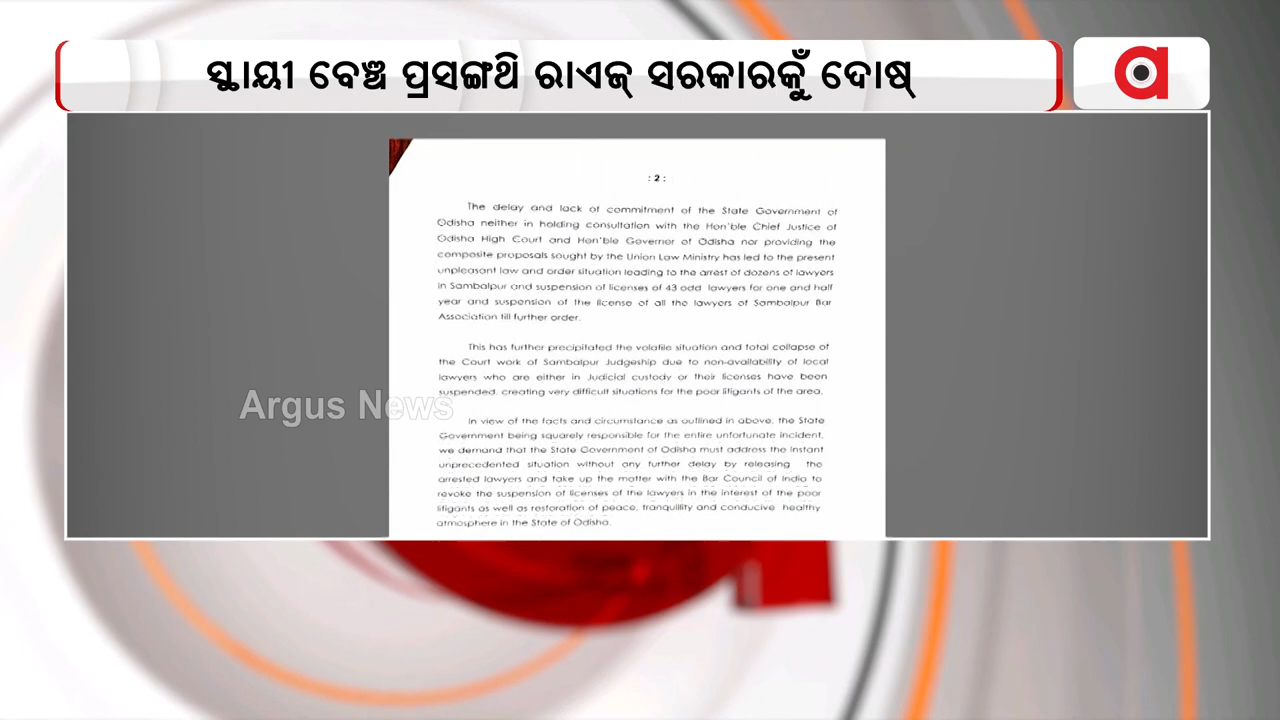 ସ୍ଥାୟୀ ବେଞ୍ଚ ପ୍ରସଙ୍ଗଥି ରାଏଜ୍ ସରକାରକୁଁ ଦୋଷ୍
a
: 2 :
The delay and lack of commitment of the State Government of
Odisha neither in holding consultation with the Hon'ble Chief Justice of
Odisha High Court and Hon'ble Governor of Odisha nor providing the
composite proposals sought by the Union Law Ministry has led to the present
unpleasant law and order situation leading to the arrest of dozens of lawyers
in Sambalpur and suspension of licenses of 43 odd lawyers for one and half
year and suspension of the license of all the lawyers of Sambalpur Bar
Association till further order.
This has further precipitated the volatile situation and total collapse of
the Court work of Sambalpur Judgeship due to non-availability of local
lawyers who are either in Judicial custody or their licenses have been
suspended, creating very difficult situations for the poor litigants of the area.
Argus News
In view of the facts and circumstance as outlined in above, the State
Government being squarely responsible for the entire unfortunate incident,
we demand that the State Government of Odisha must address the instant
unprecedented situation without any further delay by releasing the
arrested lawyers and take up the matter with the Bar Council of India to
revoke the suspension of licenses of the lawyers in the interest of the poor
litigants as well as restoration of peace, tranquillity and conducive healthy
atmosphere in the State of Odisha.